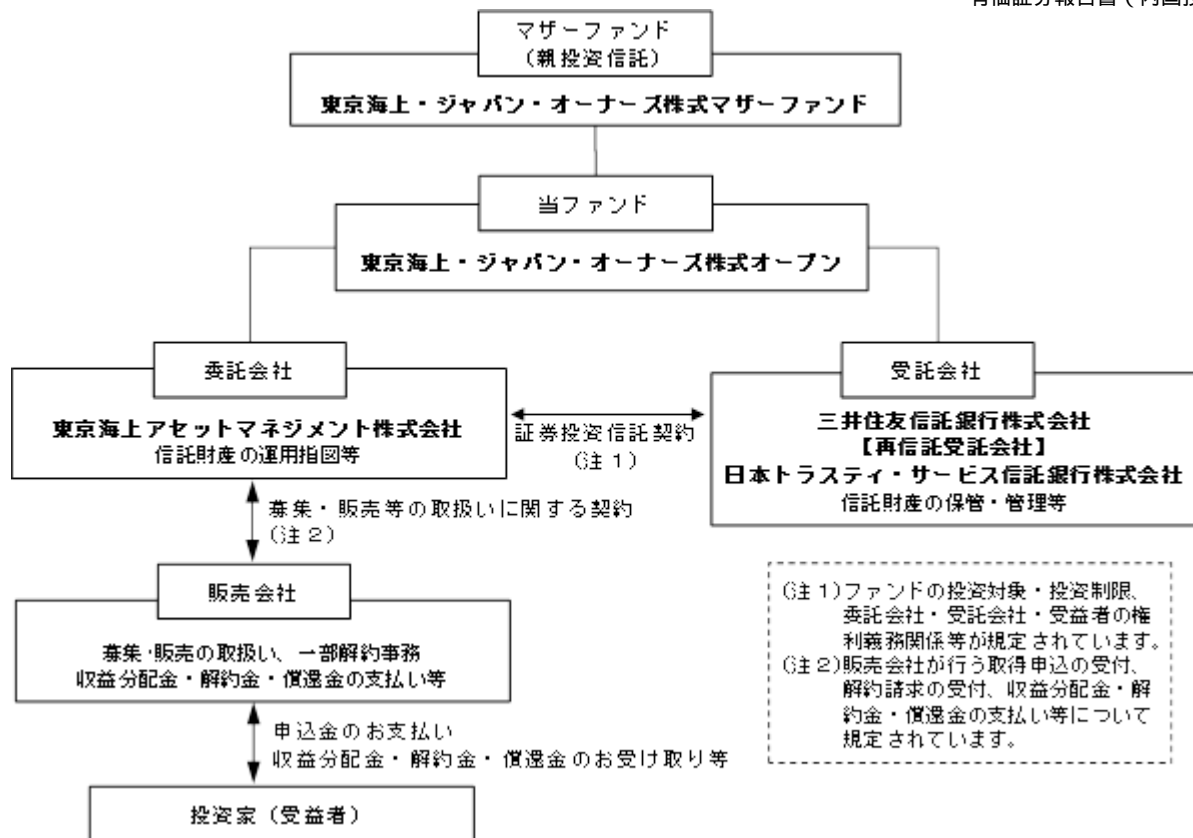 マザーファンド
(親投資信託)
東京海上・ジャパン・オーナーズ株式マザーファンド
当ファンド
東京海上・ジャパン・オーナーズ株式オープン
委託会社
東京海上アセットマネジメント株式会社
信託財産の運用指図等
証券投資信託契約
(注1)
受託会社
三井住友信託銀行株式会社
【再信託受託会社】
日本トラスティ・サービス信託銀行株式会社
信託財産の保管・管理等
募集・販売等の取扱いに関する契約
(注2)
販売会社
募集・販売の取扱い、一部解約事務
収益分配金・解約金・償還金の支払い等
申込金のお支払い
収益分配金・解約金・償還金のお受け取り等
投資家(受益者)
(注1)ファンドの投資対象・投資制限、
委託会社・受託会社・受益者の権
利義務関係等が規定されています。
(注2)販売会社が行う取得申込の受付、
解約請求の受付、収益分配金・解
約金・償還金の支払い等について
規定されています。